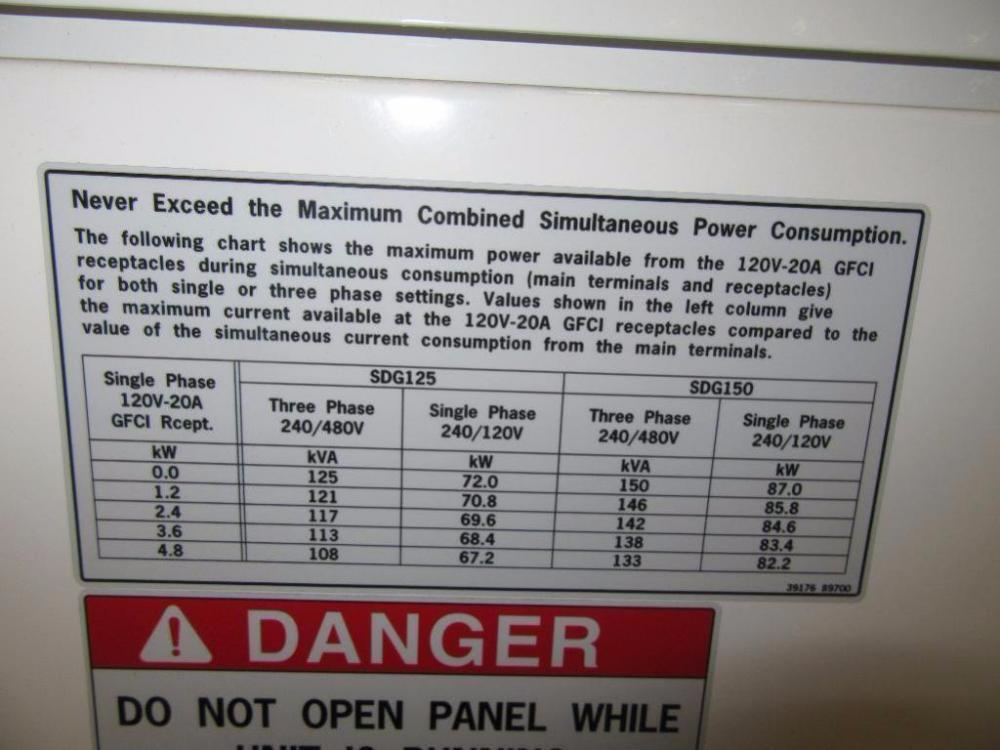 Never Exceed the Maximum Combined Simultaneous Power Consumption.
The following chart shows the maximum power available from the 120V-20A GFCI
receptacles during simultaneous consumption (main terminals and receptacles)
for both single or three phase settings. Values shown in the left column give
the maximum current available at the 120V-20A GFCI receptacles compared to the
value of the simultaneous current consumption from the main terminals.
Single Phase 120V-20A GFCI Rcept. SDG125 SDG150
Three Phase 240/480V Single Phase 240/120V Three Phase 240/480V Single Phase 240/120V
kW kVA kW kVA kW
0.0 125 72.0 150 87.0
1.2 121 70.8 146 85.8
2.4 117 69.6 142 84.6
3.6 113 68.4 138 83.4
4.8 108 67.2 133 82.2
39176 89700
DANGER
DO NOT OPEN PANEL WHILE